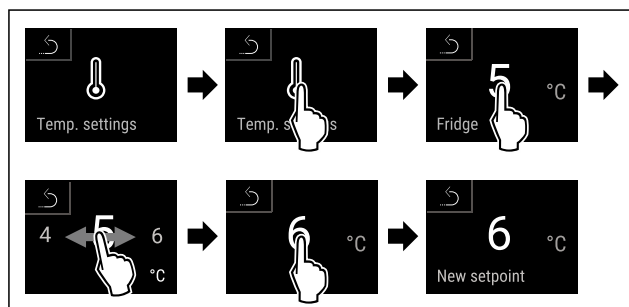 Temp. settings
Temp.
5 °C
Fridge
4 5 6
°C
6 °C
6 °C
New setpoint